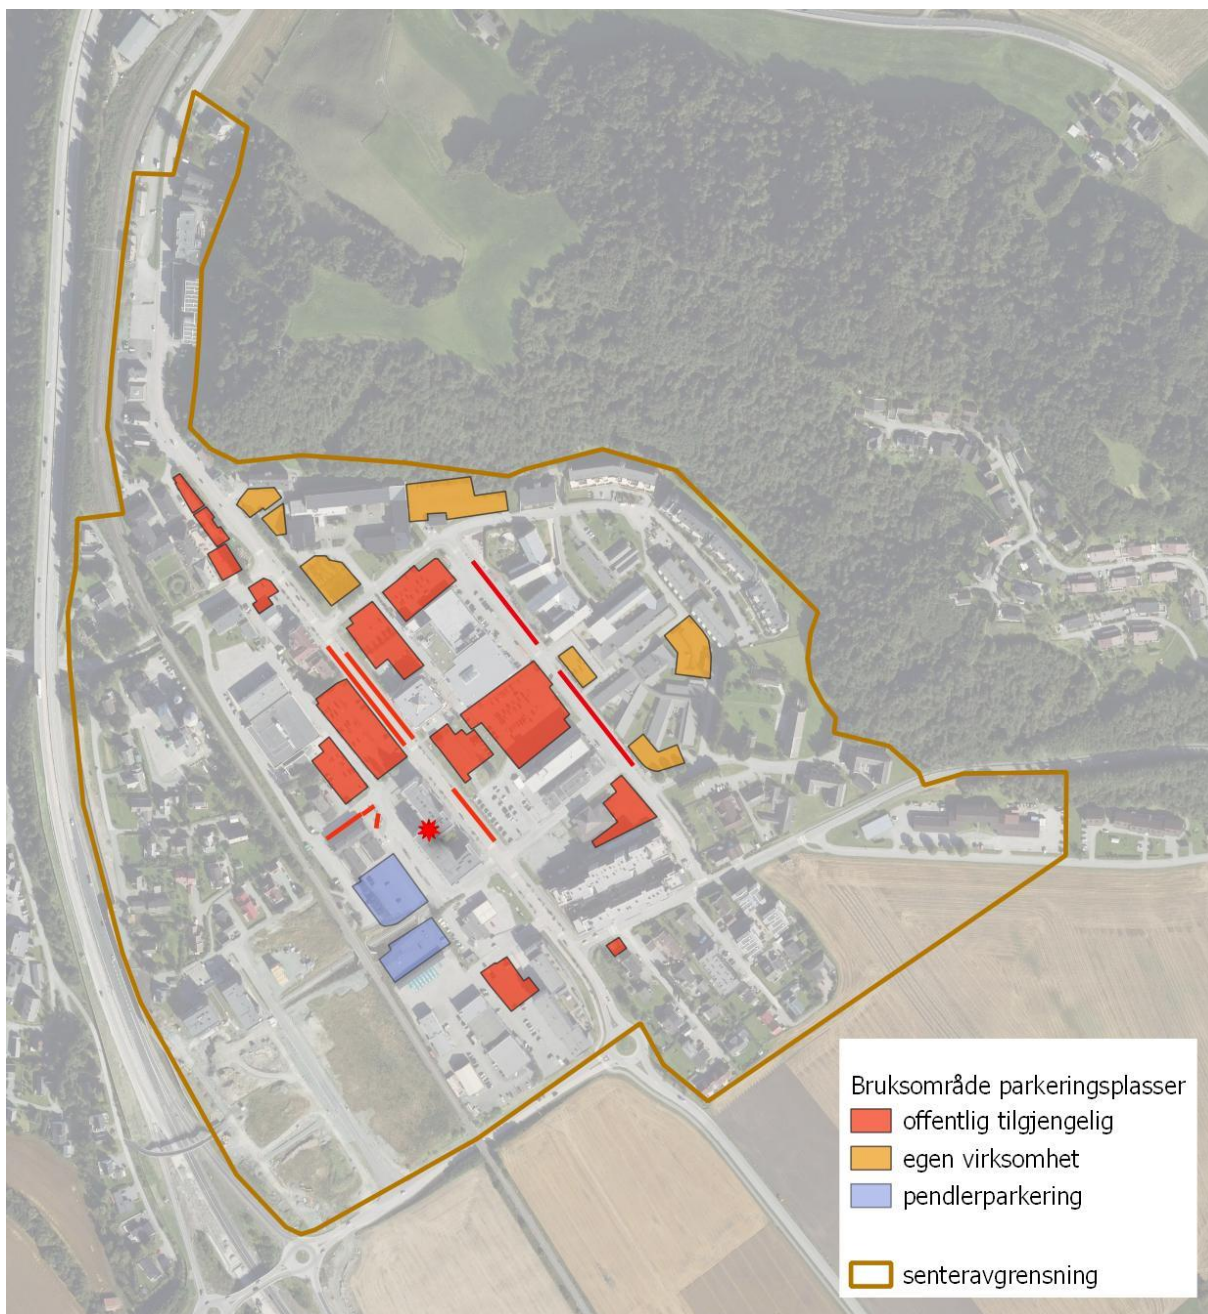 Bruksområde parkeringsplasser
offentlig tilgjengelig
egen virksomhet
pendlerparkering
senteravgrensning